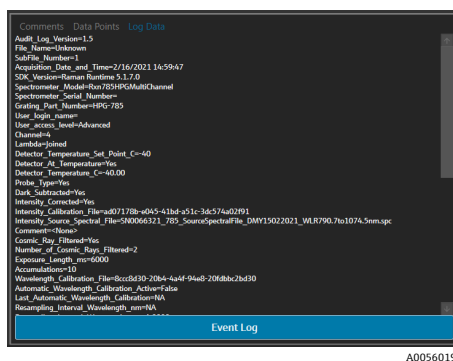 Comments Data Points Log Data
Audit_Log_Version=1.5
File_Name=Unknown
SubFile_Number=1
Acquisition_Date_and_Time=2/16/2021 14:59:47
SDK_Version=Raman Runtime 5.1.7.0
Spectrometer_Model=Rxn785HPGMultiChannel
Spectrometer_Serial_Number=
Grating_Part_Number=HPG-785
User_login_name=
User_access_level=Advanced
Channel=4
Lambda=Joined
Detector_Temperature_Set_Point_C=-40
Detector_At_Temperature=Yes
Detector_Temperature_C=-40.00
Probe_Type=Yes
Dark_Subtracted=Yes
Intensity_Corrected=Yes
Intensity_Calibration_File=ad07178b-e045-41bd-a51c-3dc574a02f91
Intensity_Source_Spectral_File=SN0066321_785_SourceSpectralFile_DMY15022021_WLR790.7to1074.5nm.spc
Comment=<None>
Cosmic_Ray_Filtered=Yes
Number_of_Cosmic_Rays_Filtered=2
Exposure_Length_ms=6000
Accumulations=10
Wavelength_Calibration_File=8ccc8d30-20b4-4a4f-94e8-20fdbbc2bd30
Automatic_Wavelength_Calibration_Active=False
Last_Automatic_Wavelength_Calibration=NA
Resampling_Interval_Wavelength_nm=NA
Event Log
A0056019